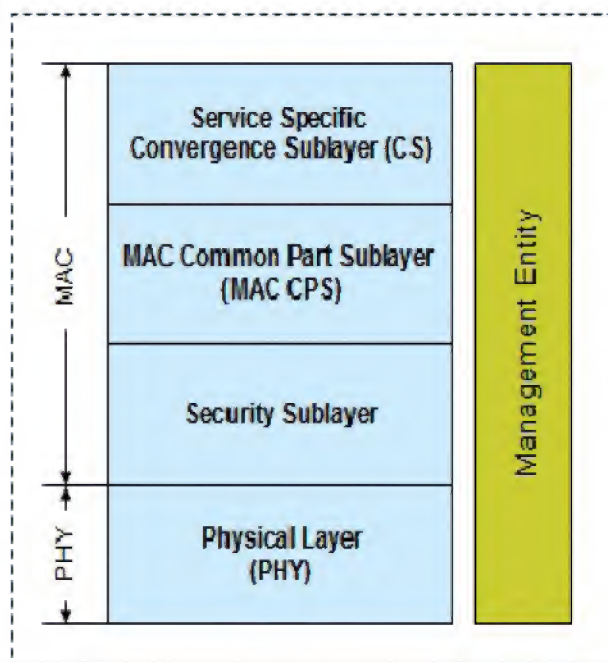 Service Specific
Convergence Sublayer (CS)
MAC Common Part Sublayer
(MAC CPS)
Security Sublayer
Physical Layer
(PHY)
MAC
PHY
Management Entity